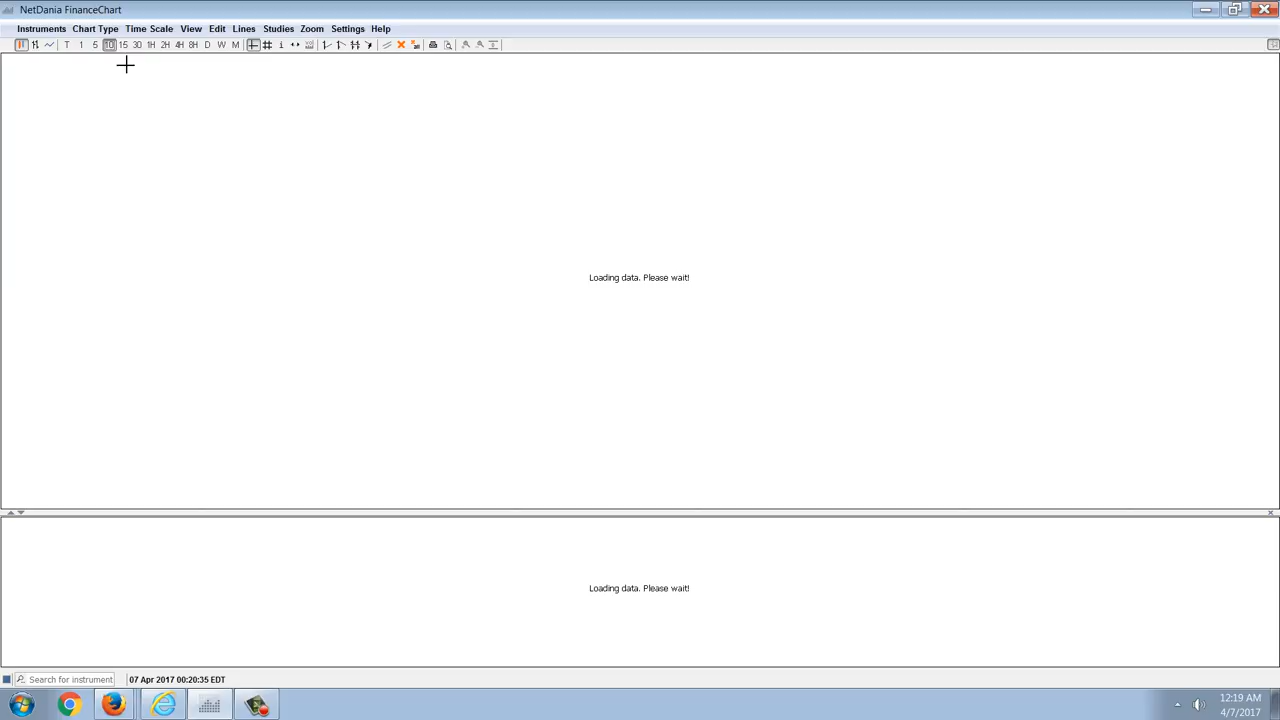 NetDania FinanceChart
Instruments Chart Type Time Scale View Edit Lines Studies Zoom Settings Help
T 1 5 10 15 30 1H 2H 4H 8H D W M
Loading data. Please wait!
Loading data. Please wait!
Search for instrument 07 Apr 2017 00:20:35 EDT
12:19 AM
4/7/2017